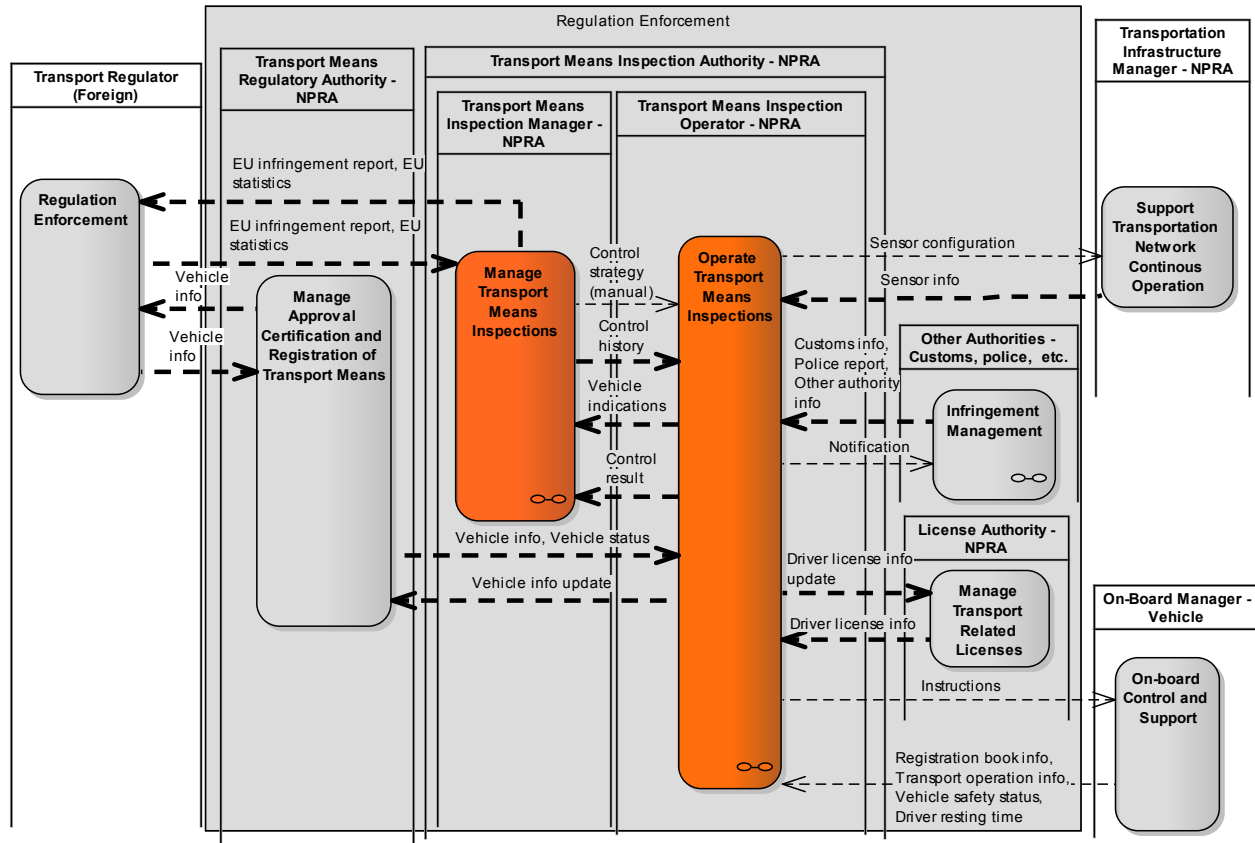 Regulation Enforcement
Transport Regulator
(Foreign)
Transport Means
Regulatory Authority -
NPRA
Transport Means Inspection Authority - NPRA
Transport Means
Inspection Manager -
NPRA
Transport Means Inspection
Operator - NPRA
Transportation
Infrastructure
Manager - NPRA
EU infringement report, EU
statistics
Regulation
Enforcement
EU infringement report, EU
statistics
Vehicle
info
Vehicle
info
Manage
Approval
Certification and
Registration of
Transport Means
Manage
Transport
Means
Inspections
Control
strategy
(manual)
Control
history
Vehicle
indications
Control
result
Operate
Transport
Means
Inspections
Sensor configuration
Sensor info
Support
Transportation
Network
Continous
Operation
Customs info,
Police report,
Other authority
info
Other Authorities -
Customs, police,  etc.
Infringement
Management
Notification
Vehicle info, Vehicle status
Vehicle info update
License Authority -
NPRA
Driver license info
update
Driver license info
Manage
Transport
Related
Licenses
On-Board Manager -
Vehicle
Instructions
On-board
Control and
Support
Registration book info,
Transport operation info,
Vehicle safety status,
Driver resting time